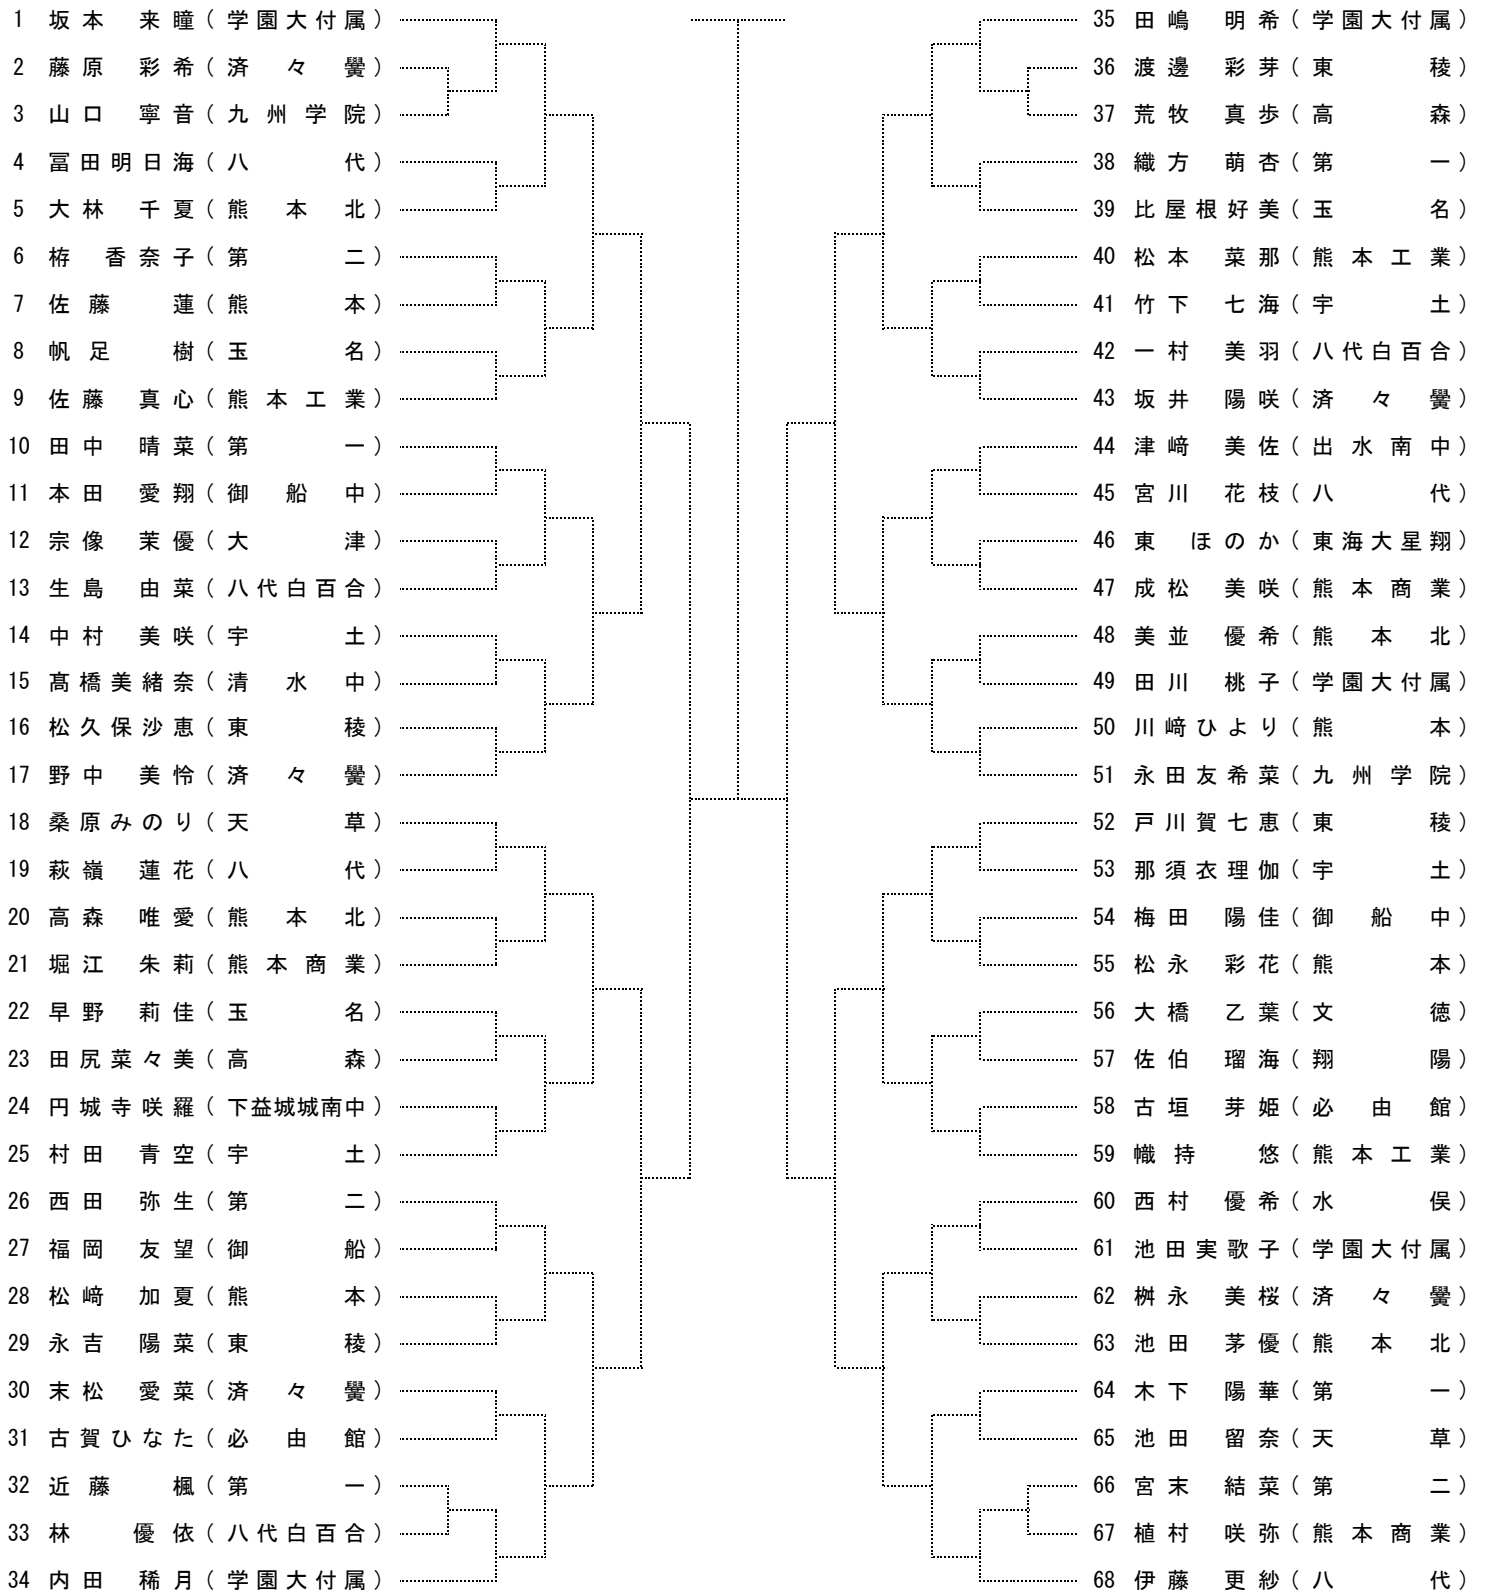 1 坂本 来瞳（学園大付属）
2 藤原 彩希（済々黌）
3 山口 寧音（九州学院）
4 冨田明日海（八代）
5 大林 千夏（熊本北）
6 栫 香奈子（第二）
7 佐藤 蓮（熊本）
8 帆足 樹（玉名）
9 佐藤 真心（熊本工業）
10 田中 晴菜（第一）
11 本田 愛翔（御船中）
12 宗像 茉優（大津）
13 生島 由菜（八代白百合）
14 中村 美咲（宇土）
15 髙橋美緒奈（清水中）
16 松久保沙恵（東稜）
17 野中 美怜（済々黌）
18 桑原みのり（天草）
19 萩嶺 蓮花（八代）
20 高森 唯愛（熊本北）
21 堀江 朱莉（熊本商業）
22 早野 莉佳（玉名）
23 田尻菜々美（高森）
24 円城寺咲羅（下益城城南中）
25 村田 青空（宇土）
26 西田 弥生（第二）
27 福岡 友望（御船）
28 松﨑 加夏（熊本）
29 永吉 陽菜（東稜）
30 末松 愛菜（済々黌）
31 古賀ひなた（必由館）
32 近藤 楓（第一）
33 林 優依（八代白百合）
34 内田 稀月（学園大付属）
35 田嶋 明希（学園大付属）
36 渡邊 彩芽（東稜）
37 荒牧 真歩（高森）
38 織方 萌杏（第一）
39 比屋根好美（玉名）
40 松本 菜那（熊本工業）
41 竹下 七海（宇土）
42 一村 美羽（八代白百合）
43 坂井 陽咲（済々黌）
44 津﨑 美佐（出水南中）
45 宮川 花枝（八代）
46 東 ほのか（東海大星翔）
47 成松 美咲（熊本商業）
48 美並 優希（熊本北）
49 田川 桃子（学園大付属）
50 川﨑ひより（熊本）
51 永田友希菜（九州学院）
52 戸川賀七恵（東稜）
53 那須衣理伽（宇土）
54 梅田 陽佳（御船中）
55 松永 彩花（熊本）
56 大橋 乙葉（文徳）
57 佐伯 瑠海（翔陽）
58 古垣 芽姫（必由館）
59 幟持 悠（熊本工業）
60 西村 優希（水俣）
61 池田実歌子（学園大付属）
62 桝永 美桜（済々黌）
63 池田 茅優（熊本北）
64 木下 陽華（第一）
65 池田 留奈（天草）
66 宮末 結菜（第二）
67 植村 咲弥（熊本商業）
68 伊藤 更紗（八代）